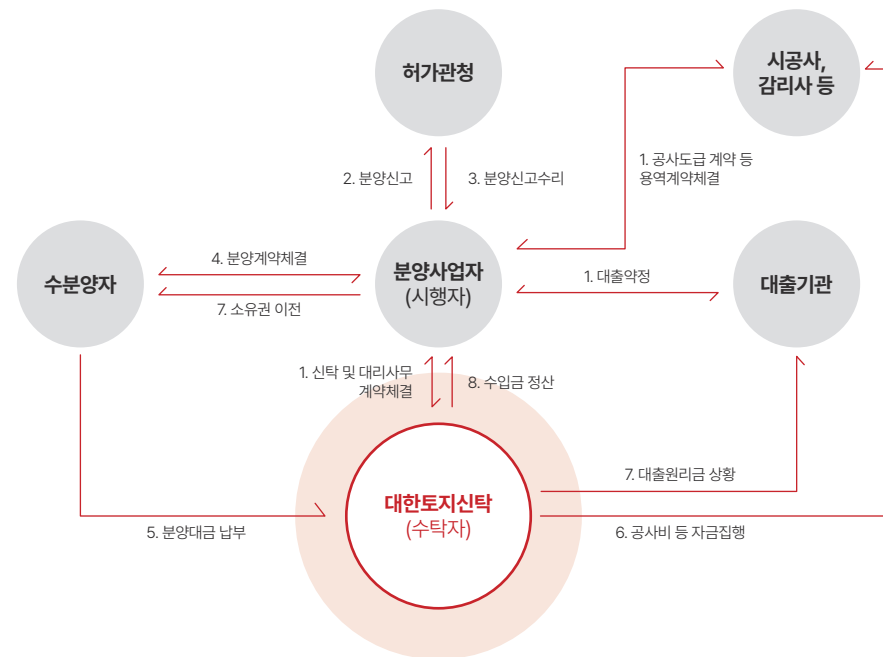 허가관청
시공사,
감리사 등
2. 분양신고
3. 분양신고수리
1. 공사도급 계약 등
용역계약체결
수분양자
4. 분양계약체결
7. 소유권 이전
분양사업자
(시행자)
1. 대출약정
대출기관
1. 신탁 및 대리사무
계약체결
8. 수입금 정산
대한토지신탁
(수탁자)
7. 대출원리금 상황
5. 분양대금 납부
6. 공사비 등 자금집행